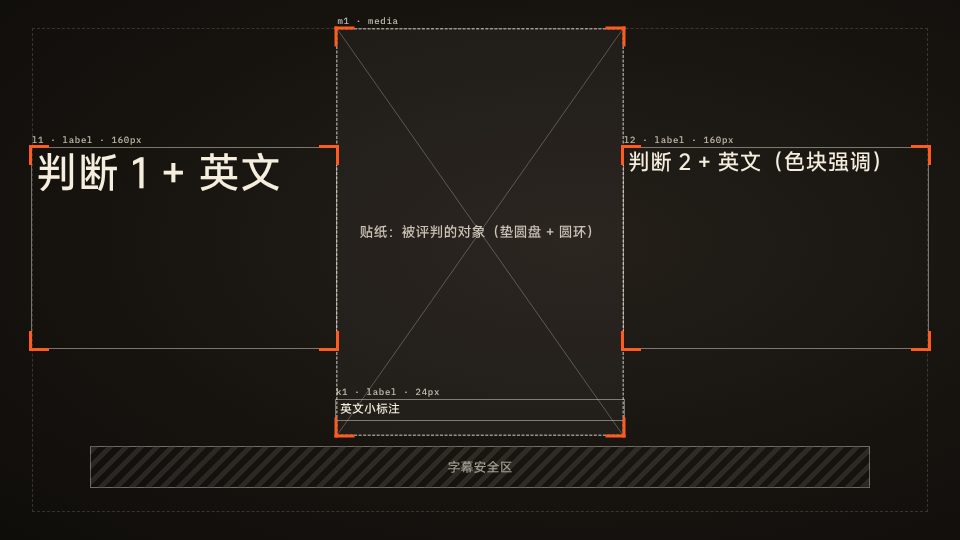 m1 · media
l1 · label · 160px
判断 1 + 英文
l2 · label · 160px
判断 2 + 英文（色块强调）
贴纸：被评判的对象（垫圆盘 + 圆环）
k1 · label · 24px
英文小标注
字幕安全区